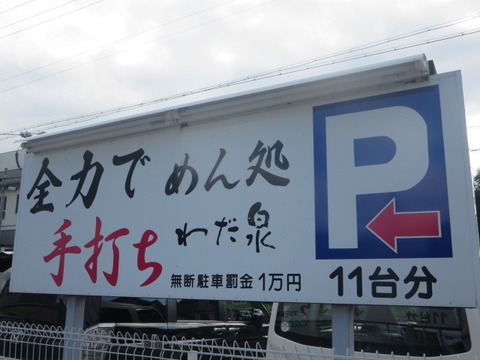 全力で
手打ち
めん処
わだ泉
無断駐車罰金1万円
P
11台分